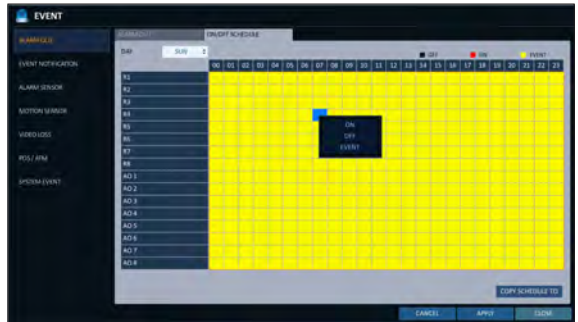 EVENT
ALARM OUT
ON/OFF SCHEDULE
DAY
SUN
OFF
ON
EVENT
EVENT NOTIFICATION
ALARM SENSOR
MOTION SENSOR
VIDEO LOSS
POS / ATM
SYSTEM EVENT
00 01 02 03 04 05 06 07 08 09 10 11 12 13 14 15 16 17 18 19 20 21 22 23
R1
R2
R3
R5
R6
R7
R8
AO 1
AO 2
AO 3
AO 4
AO 5
AO 6
AO 7
AO 8
ON
OFF
EVENT
COPY SCHEDULE TO
CANCEL
APPLY
CLOSE